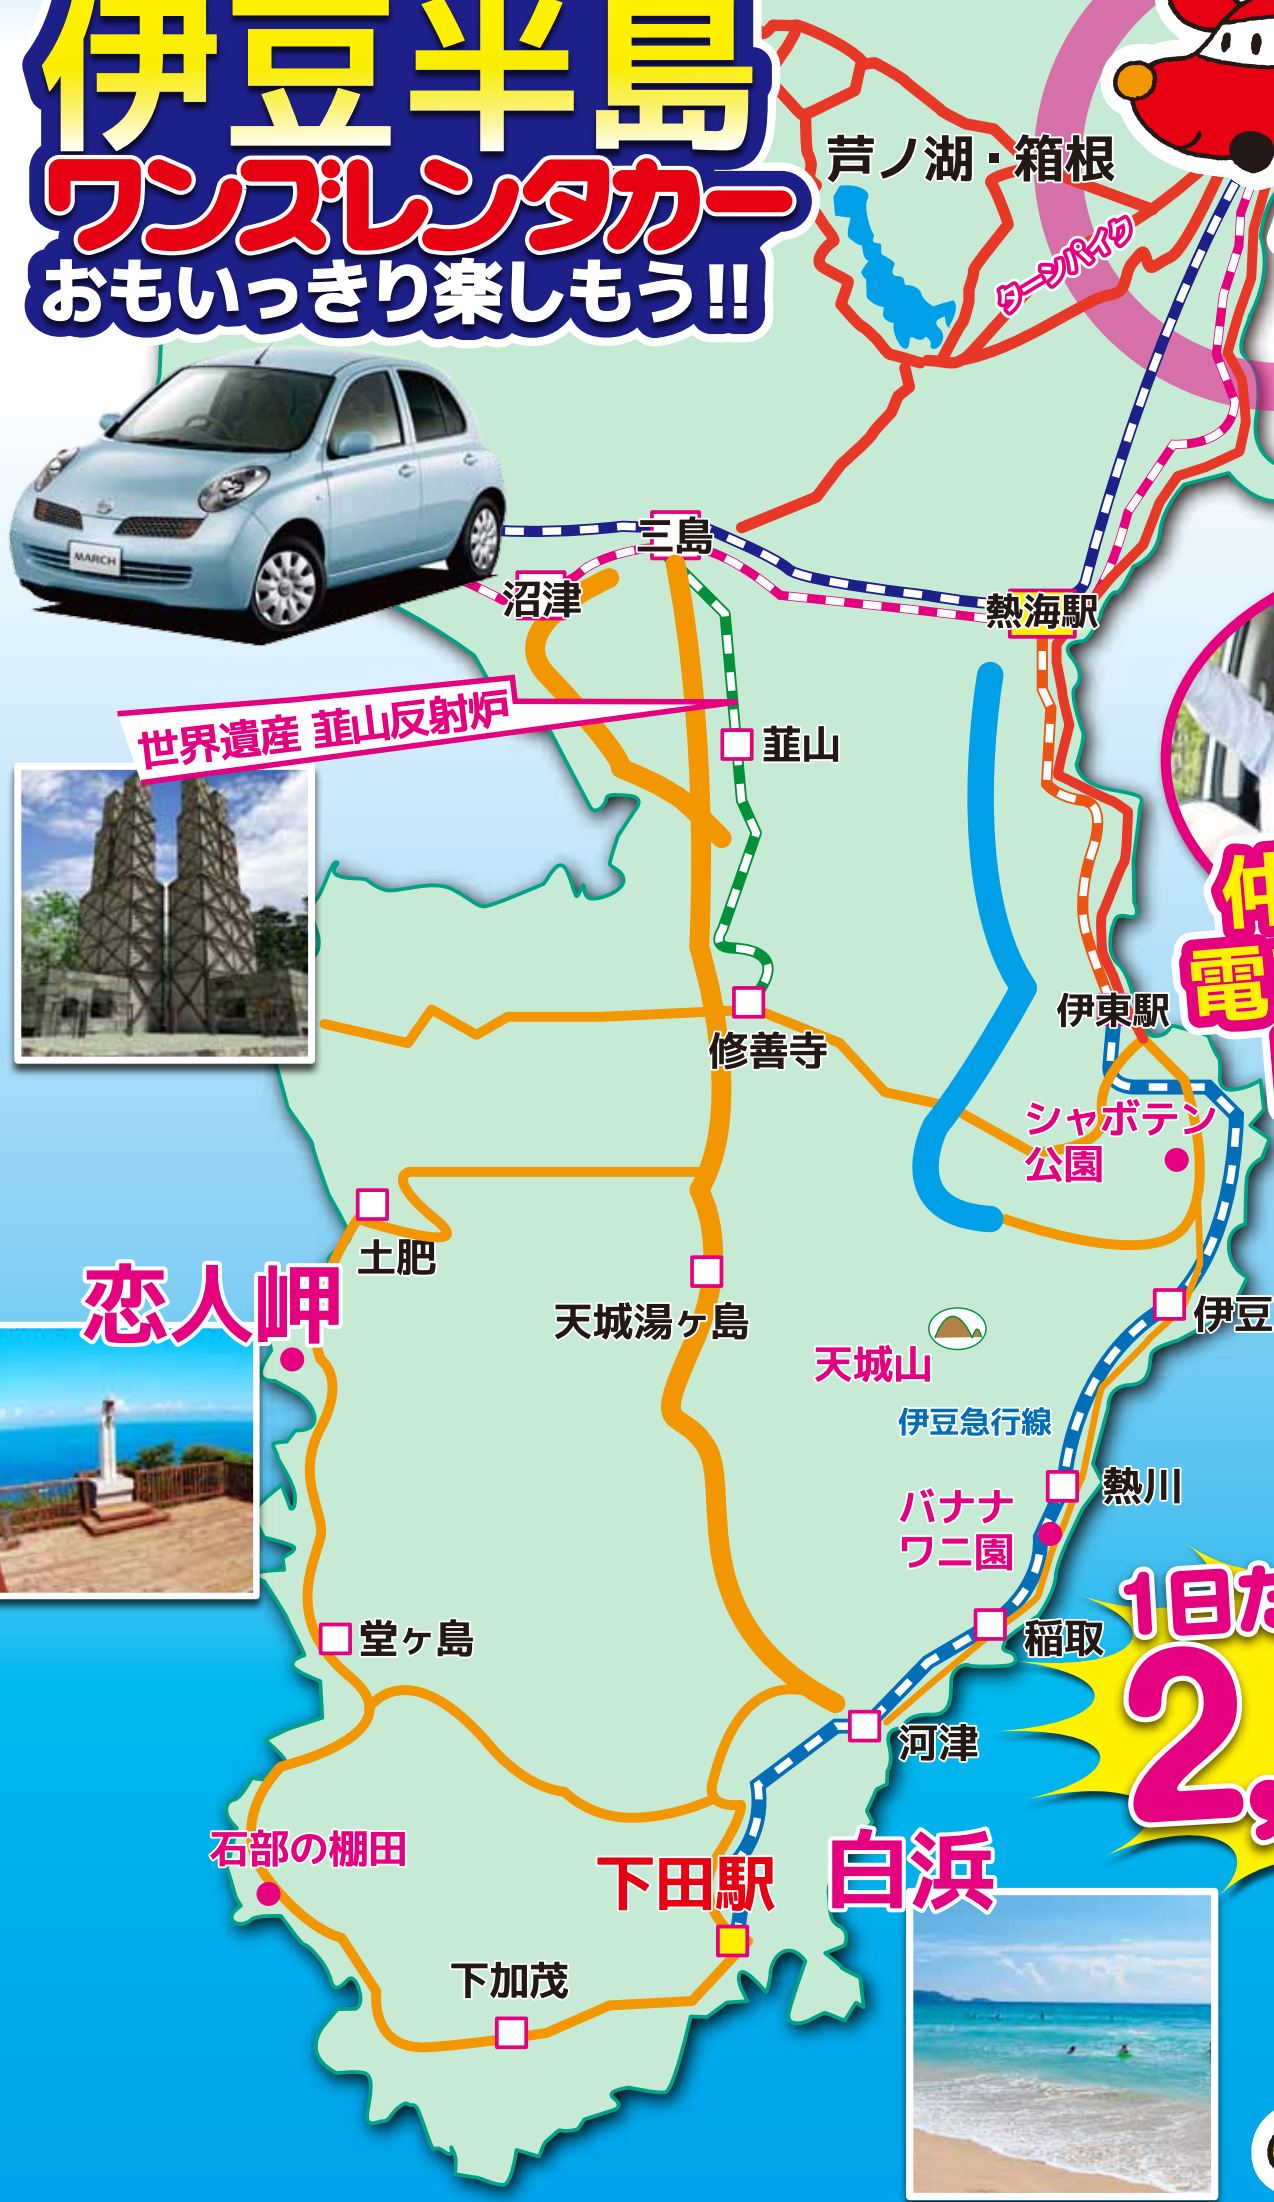 伊豆半島
ワンズレンタカー
おもいっきり楽しもう!!
芦ノ湖・箱根
ターンパイク
MARCH
三島
沼津
熱海駅
世界遺産 韮山反射炉
韮山
仲
電
伊東駅
修善寺
シャボテン
公園
土肥
恋人岬
天城湯ヶ島
伊豆
天城山
伊豆急行線
熱川
バナナ
ワニ園
1日た
2,
稲取
堂ヶ島
河津
石部の棚田
下田駅
白浜
下加茂